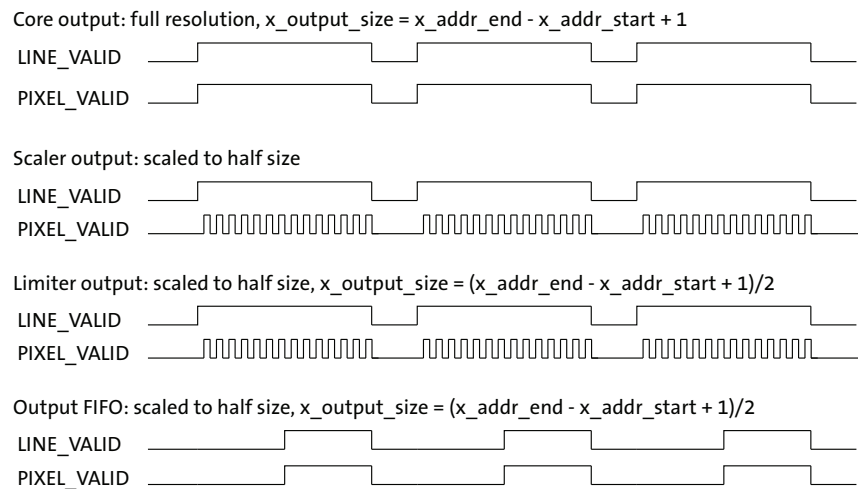 Core output: full resolution, x_output_size = x_addr_end - x_addr_start + 1
LINE_VALID
PIXEL_VALID
Scaler output: scaled to half size
LINE_VALID
PIXEL_VALID
Limiter output: scaled to half size, x_output_size = (x_addr_end - x_addr_start + 1)/2
LINE_VALID
PIXEL_VALID
Output FIFO: scaled to half size, x_output_size = (x_addr_end - x_addr_start + 1)/2
LINE_VALID
PIXEL_VALID